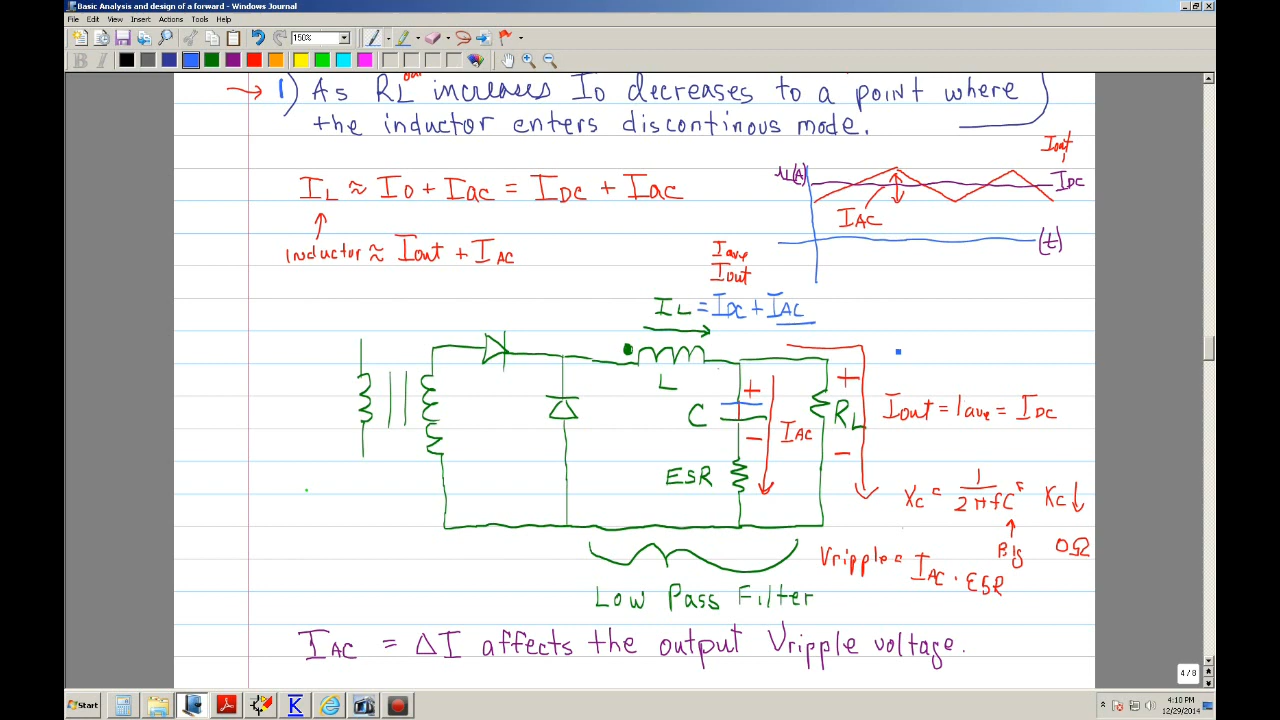 Basic Analysis and design of a forward - Windows Journal
File Edit View Insert Actions Tools Help
150%
→ 1) As RL increases Io decreases to a point where
the inductor enters discontinous mode.
Iout
iL(A)
IDC
IAC
(t)
IL ≈ Io + Iac = IDC + Iac
↑
inductor ≈ Iout + IAC
Iave
Iout
IL = IDC + IAC
L
C
+
-
IAC
+
RL
-
ESR
Iout = Iave = IDC
Xc = 1/2πfC Xc↓
↑
Big
0Ω
Vripple = IAC · ESR
Low Pass Filter
IAC = ΔI affects the output Vripple voltage.
4/8
Start
4:10 PM
12/29/2014